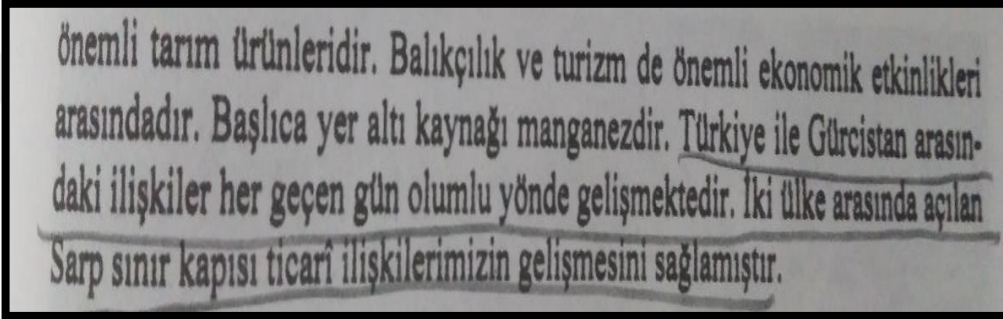 önemli tarım ürünleridir. Balıkçılık ve turizm de önemli ekonomik etkinlikleri
arasındadır. Başlıca yer altı kaynağı manganezdir. Türkiye ile Gürcistan arasın-
daki ilişkiler her geçen gün olumlu yönde gelişmektedir. İki ülke arasında açılan
Sarp sınır kapısı ticarî ilişkilerimizin gelişmesini sağlamıştır.